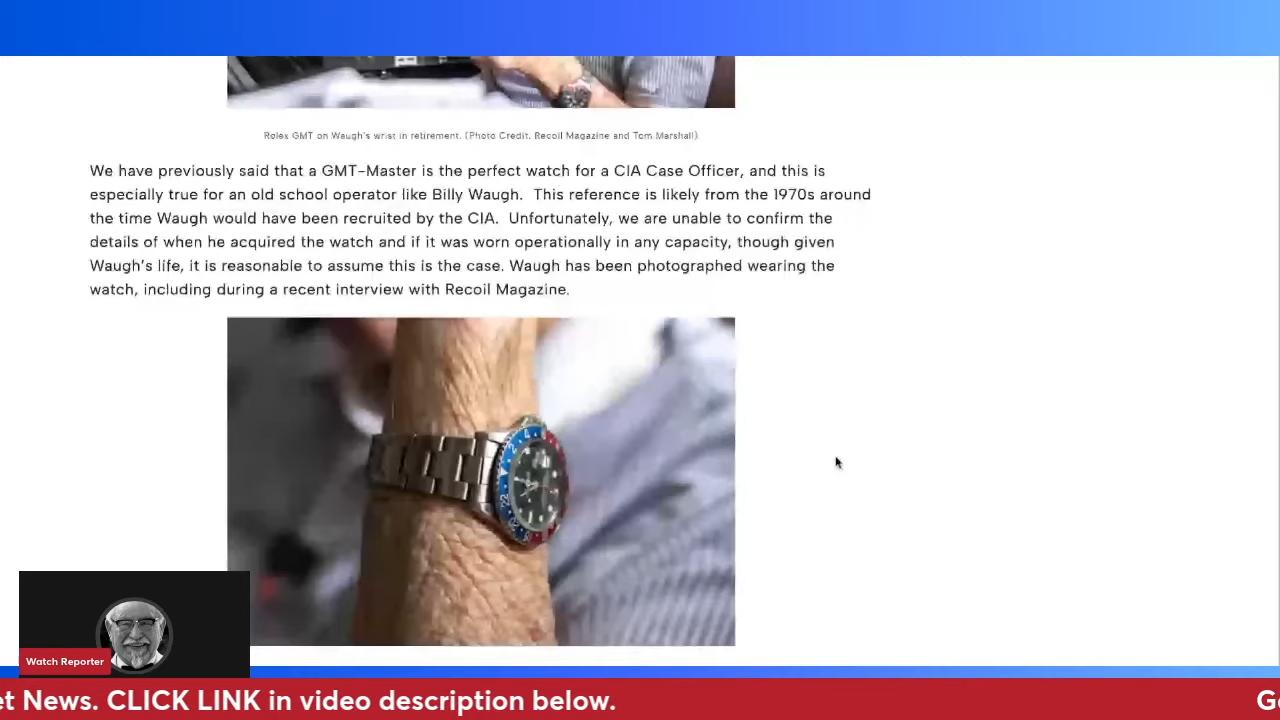 Rolex GMT on Waugh's wrist in retirement. (Photo Credit. Recoil Magazine and Tom Marshall)
We have previously said that a GMT-Master is the perfect watch for a CIA Case Officer, and this is
especially true for an old school operator like Billy Waugh.  This reference is likely from the 1970s around
the time Waugh would have been recruited by the CIA.  Unfortunately, we are unable to confirm the
details of when he acquired the watch and if it was worn operationally in any capacity, though given
Waugh's life, it is reasonable to assume this is the case. Waugh has been photographed wearing the
watch, including during a recent interview with Recoil Magazine.
2 4
22
Watch Reporter
et News. CLICK LINK in video description below.
G